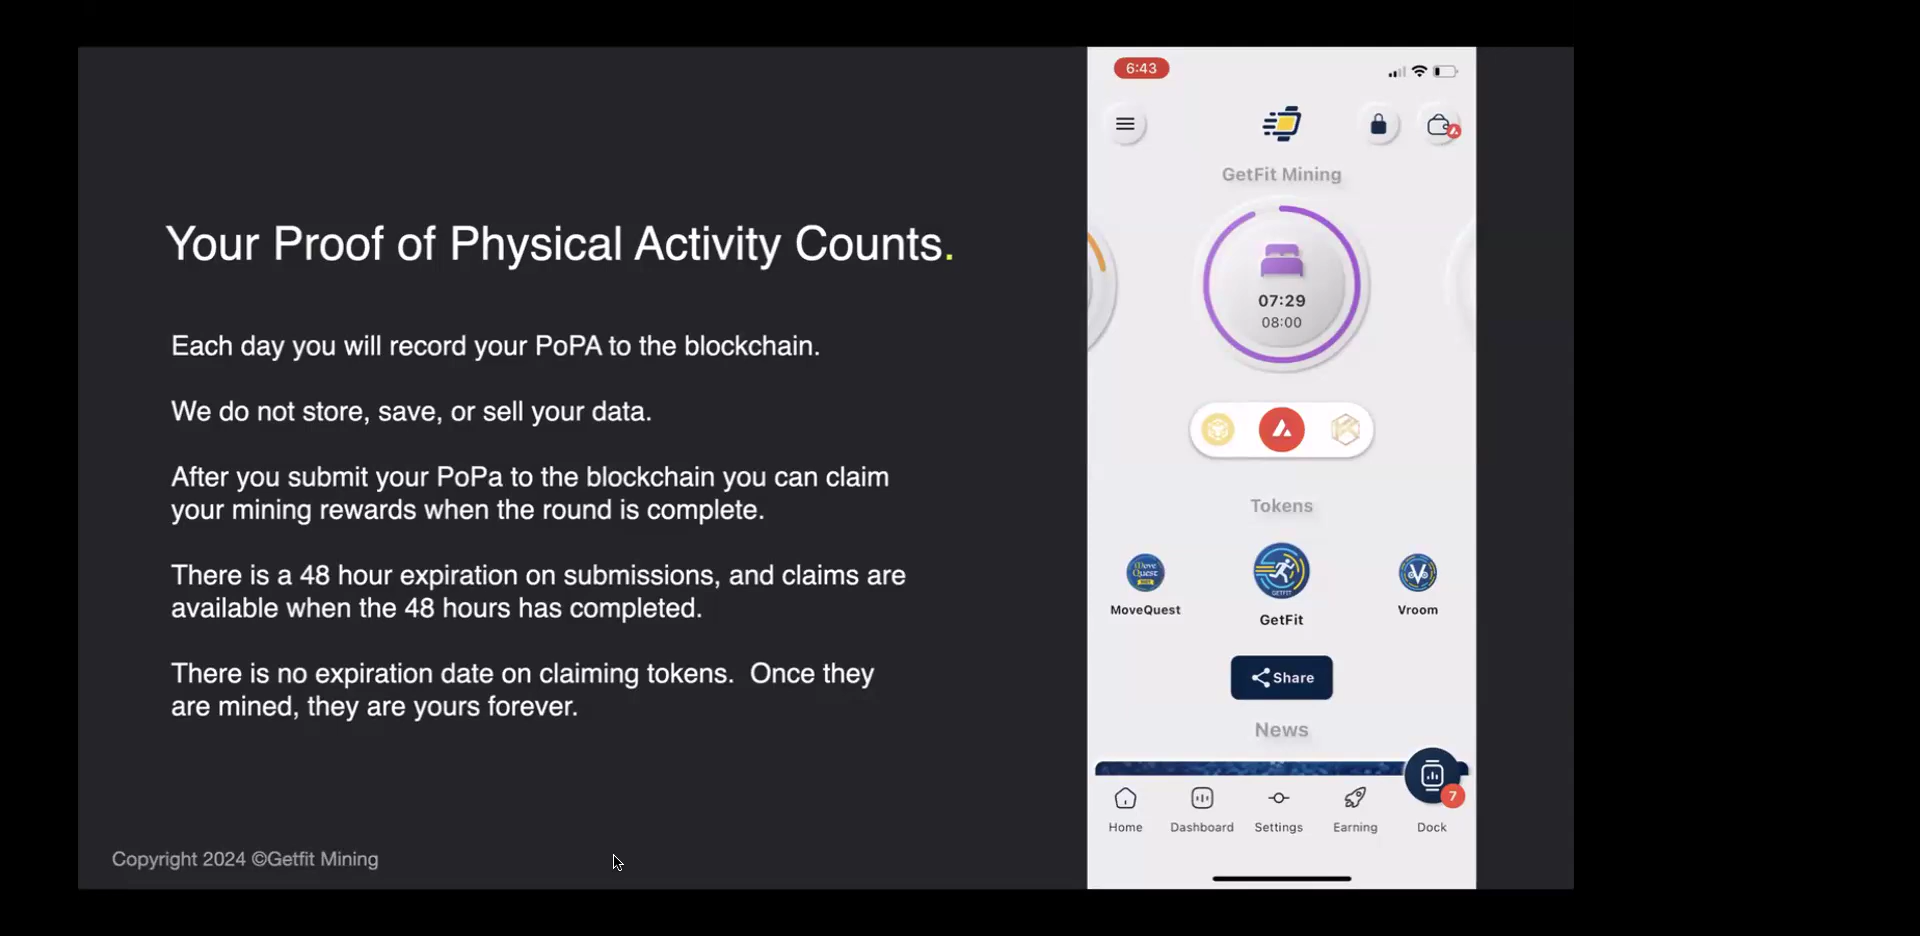 Your Proof of Physical Activity Counts.
Each day you will record your PoPA to the blockchain.
We do not store, save, or sell your data.
After you submit your PoPa to the blockchain you can claim
your mining rewards when the round is complete.
There is a 48 hour expiration on submissions, and claims are
available when the 48 hours has completed.
There is no expiration date on claiming tokens.  Once they
are mined, they are yours forever.
Copyright 2024 ©Getfit Mining
6:43
GetFit Mining
07:29
08:00
Tokens
Move Quest
GETFIT
MoveQuest
GetFit
Vroom
Share
News
7
Home
Dashboard
Settings
Earning
Dock